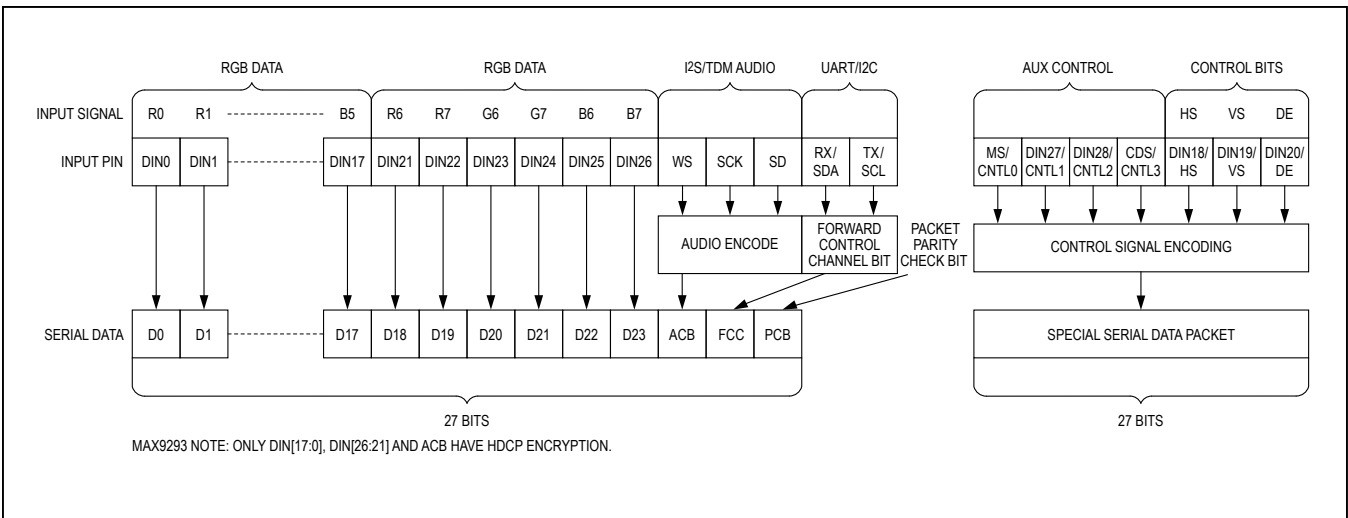 RGB DATA RGB DATA I2S/TDM AUDIO UART/I2C AUX CONTROL CONTROL BITS
INPUT SIGNAL R0 R1 B5 R6 R7 G6 G7 B6 B7 HS VS DE
INPUT PIN DIN0 DIN1 DIN17 DIN21 DIN22 DIN23 DIN24 DIN25 DIN26 WS SCK SD RX/ SDA TX/ SCL MS/ CNTL0 DIN27/ CNTL1 DIN28/ CNTL2 CDS/ CNTL3 DIN18/ HS DIN19/ VS DIN20/ DE
AUDIO ENCODE
FORWARD
CONTROL
CHANNEL BIT
PACKET
PARITY
CHECK BIT
CONTROL SIGNAL ENCODING
SERIAL DATA D0 D1 D17 D18 D19 D20 D21 D22 D23 ACB FCC PCB SPECIAL SERIAL DATA PACKET
27 BITS 27 BITS
MAX9293 NOTE: ONLY DIN[17:0], DIN[26:21] AND ACB HAVE HDCP ENCRYPTION.